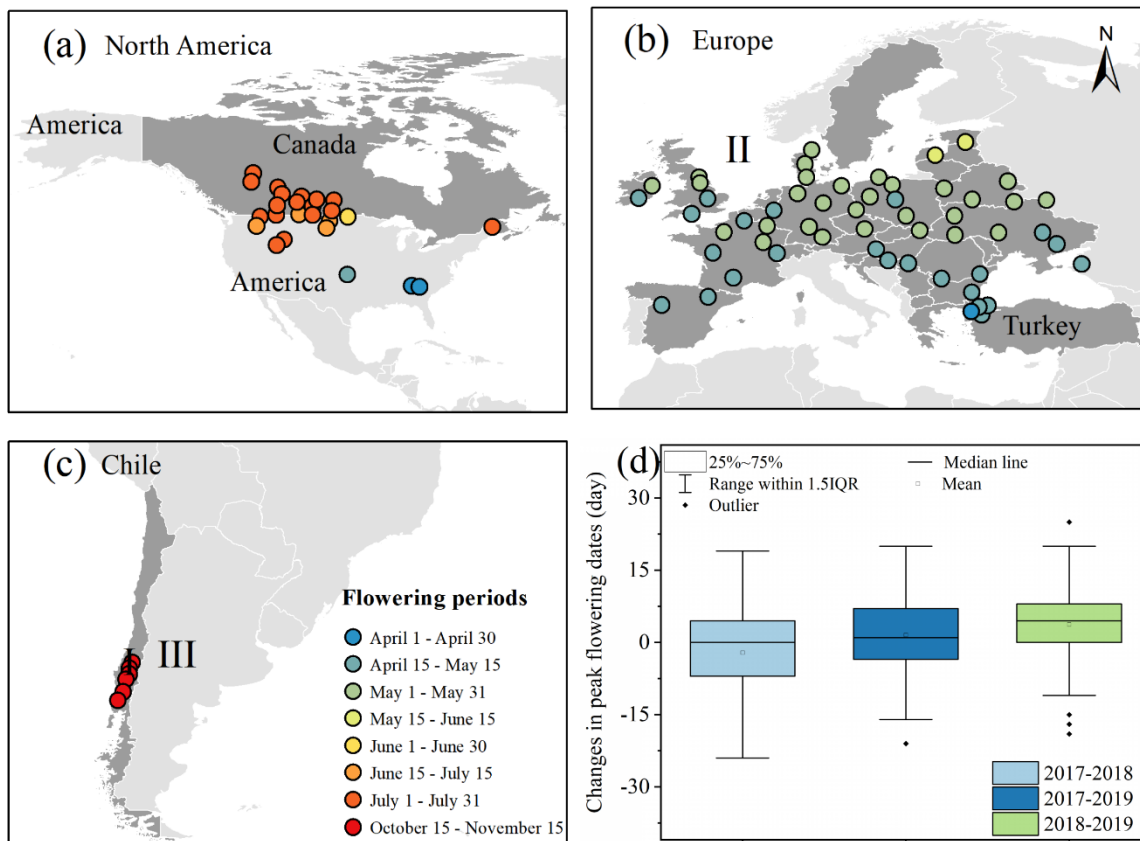 (a) North America
America
Canada
America
(b) Europe
N
II
Turkey
(c) Chile
I III
Flowering periods
April 1 - April 30
April 15 - May 15
May 1 - May 31
May 15 - June 15
June 1 - June 30
June 15 - July 15
July 1 - July 31
October 15 - November 15
(d)
25%~75%
Range within 1.5IQR
Outlier
Median line
Mean
Changes in peak flowering dates (day)
30
15
0
-15
-30
2017-2018
2017-2019
2018-2019